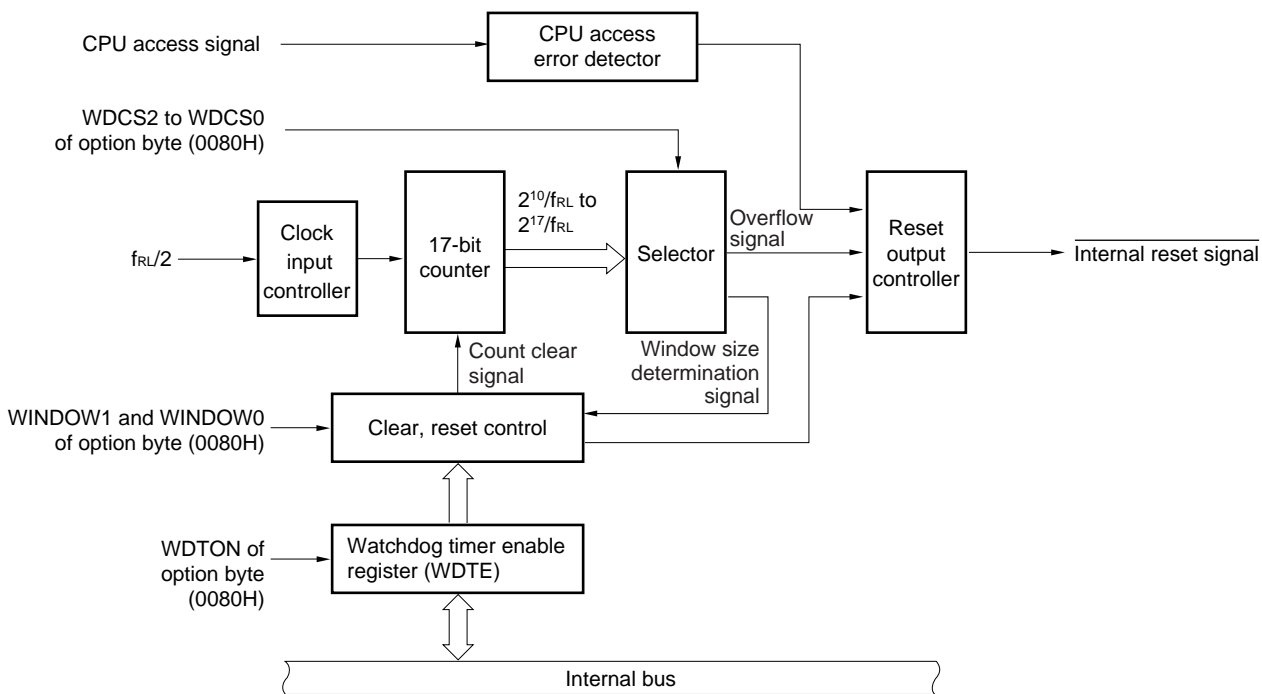 CPU access signal
CPU access
error detector
WDCS2 to WDCS0
of option byte (0080H)
fRL/2
Clock
input
controller
17-bit
counter
2¹⁰/fRL to
2¹⁷/fRL
Selector
Overflow
signal
Reset
output
controller
Internal reset signal
Count clear
signal
Window size
determination
signal
WINDOW1 and WINDOW0
of option byte (0080H)
Clear, reset control
WDTON of
option byte
(0080H)
Watchdog timer enable
register (WDTE)
Internal bus